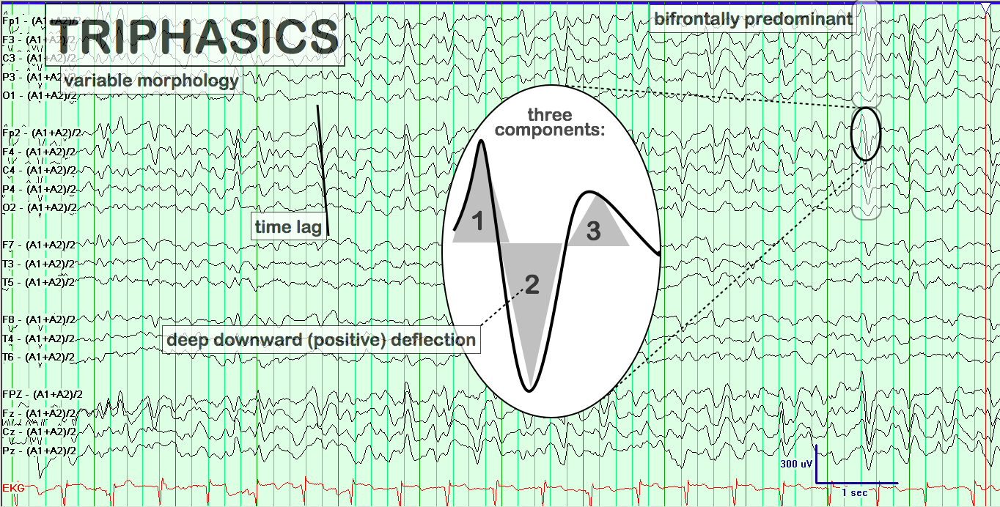 TRIPHASICS
bifrontally predominant
variable morphology
Fp1 - (A1+A2)/2
F3 - (A1+A2)/2
C3 - (A1+A2)/2
P3 - (A1+A2)/2
O1 - (A1+A2)/2
three
components:
Fp2 - (A1+A2)/2
F4 - (A1+A2)/2
C4 - (A1+A2)/2
P4 - (A1+A2)/2
O2 - (A1+A2)/2
time lag
1
2
3
F7 - (A1+A2)/2
T3 - (A1+A2)/2
T5 - (A1+A2)/2
F8 - (A1+A2)/2
T4 - (A1+A2)/2
T6 - (A1+A2)/2
deep downward (positive) deflection
FPZ - (A1+A2)/2
Fz - (A1+A2)/2
Cz - (A1+A2)/2
Pz - (A1+A2)/2
300 uV
1 sec
EKG